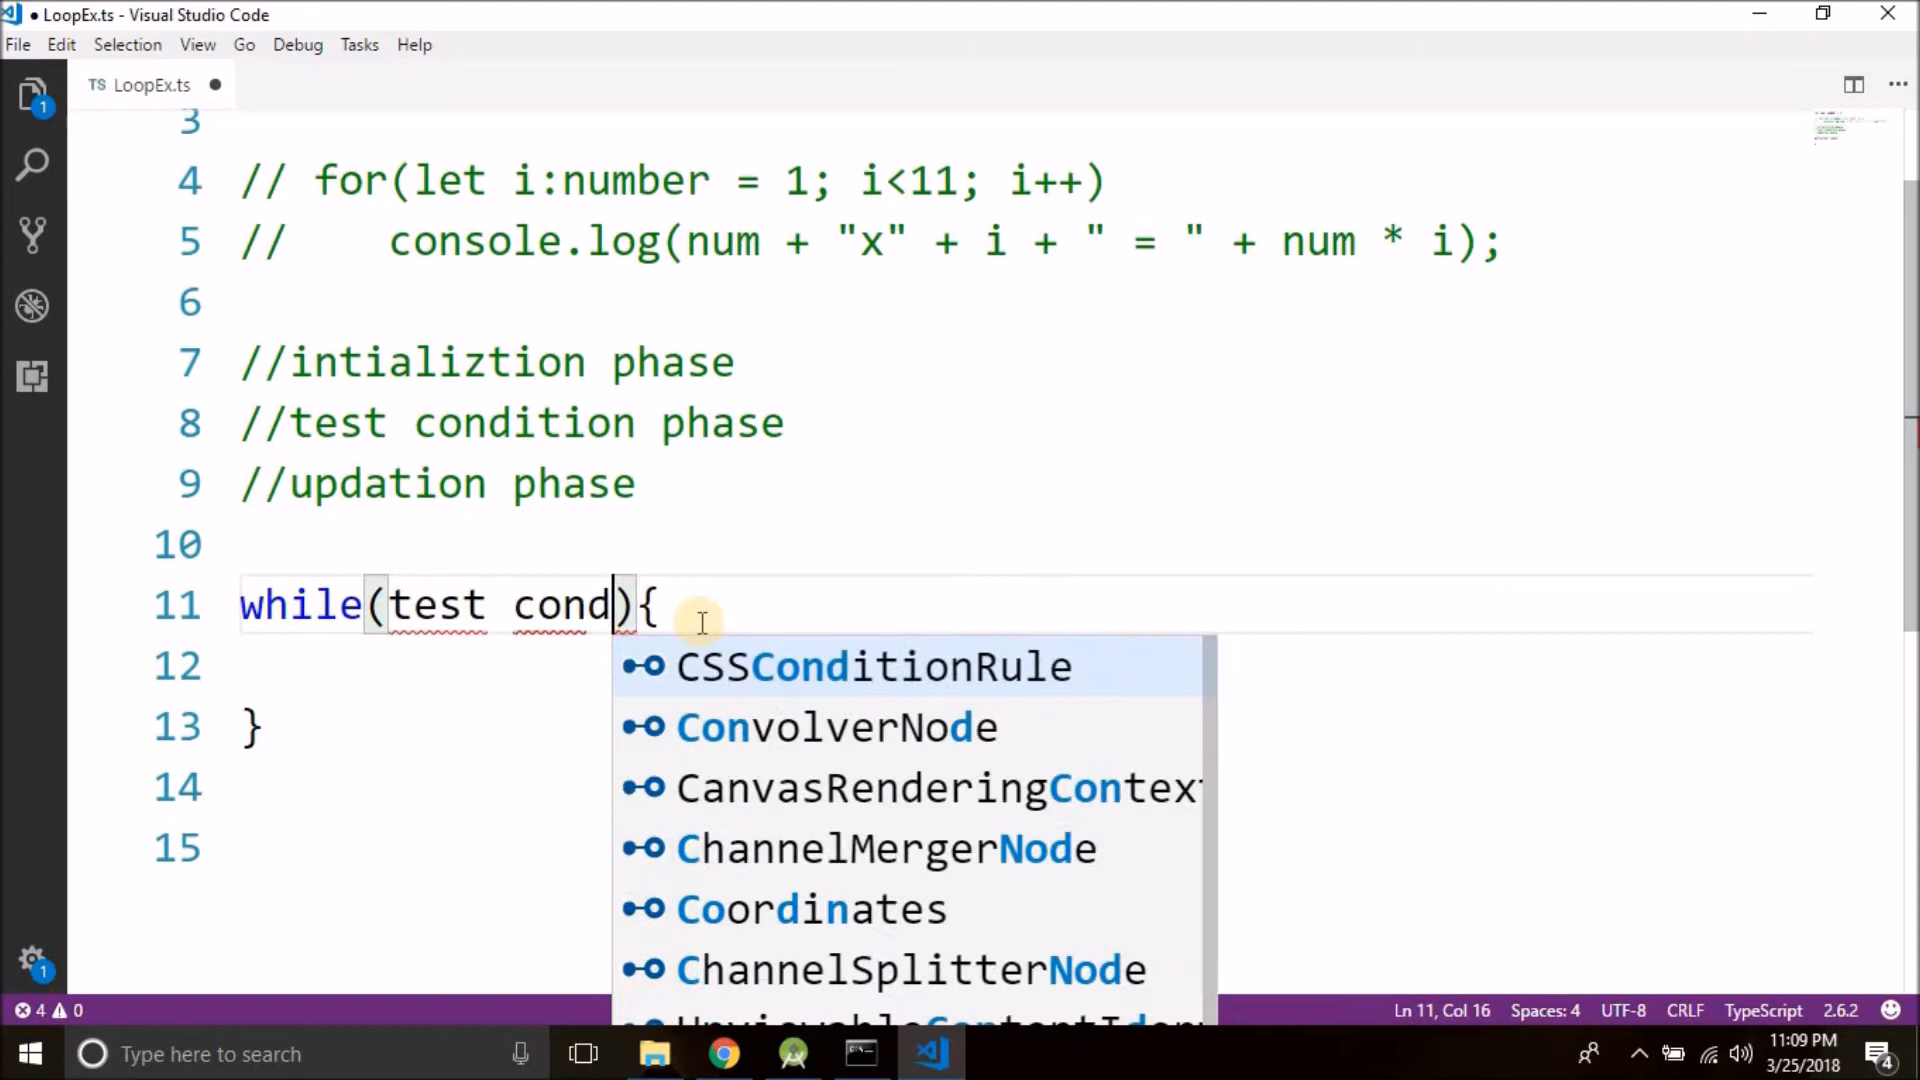 ● LoopEx.ts - Visual Studio Code
File Edit Selection View Go Debug Tasks Help
TS LoopEx.ts ●
1
3
4 // for(let i:number = 1; i<11; i++)
5 //    console.log(num + "x" + i + " = " + num * i);
6
7 //intializtion phase
8 //test condition phase
9 //updation phase
10
11 while(test cond){
12
13 }
14
15
CSSConditionRule
ConvolverNode
CanvasRenderingContext
ChannelMergerNode
Coordinates
ChannelSplitterNode
1
4 0
Ln 11, Col 16 Spaces: 4 UTF-8 CRLF TypeScript 2.6.2
Type here to search
11:09 PM
3/25/2018
4